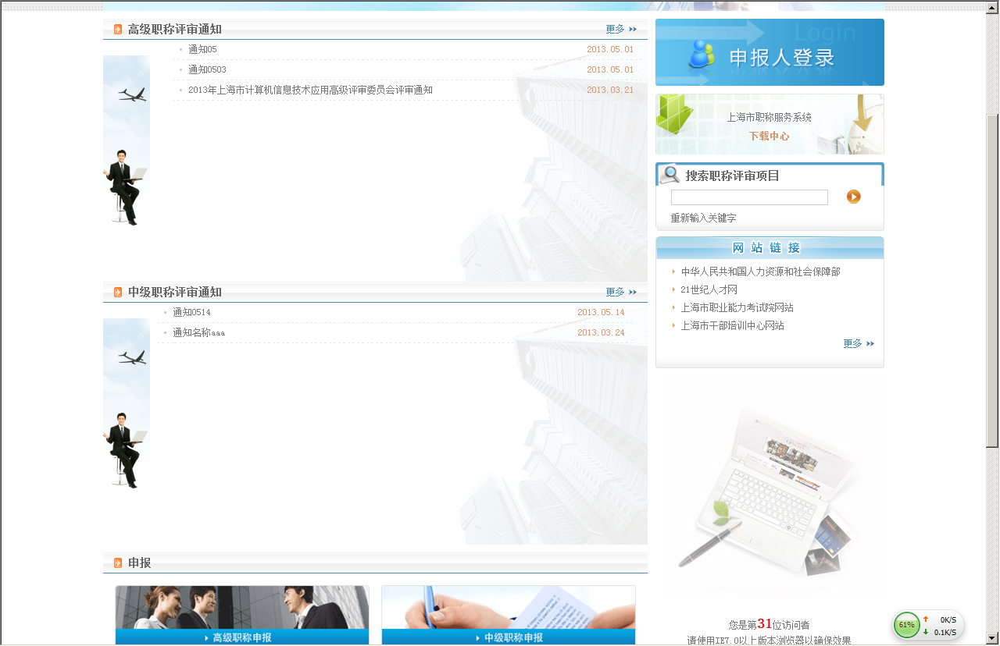 高级职称评审通知
更多
通知05 2013.05.01
通知0503 2013.05.01
2013年上海市计算机信息技术应用高级评审委员会评审通知 2013.03.21
中级职称评审通知
更多
通知0514 2013.05.14
通知名称aaa 2013.03.24
申报
高级职称申报
中级职称申报
Login
申报人登录
上海市职称服务系统
下载中心
搜索职称评审项目
重新输入关键字
网站链接
中华人民共和国人力资源和社会保障部
21世纪人才网
上海市职业能力考试院网站
上海市干部培训中心网站
更多
您是第31位访问者
请使用IE7.0以上版本浏览器以确保效果
61%
0K/S
0.1K/S